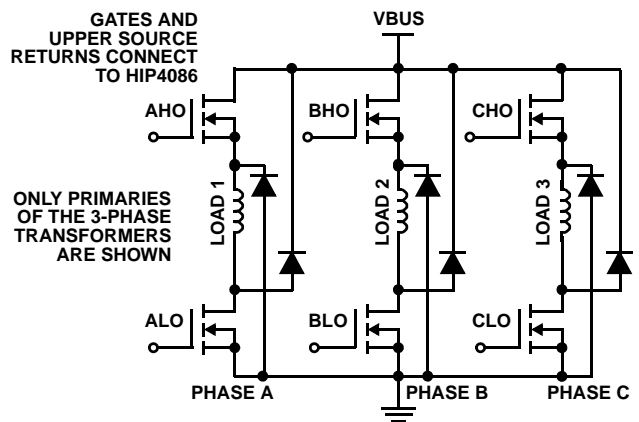 GATES AND
UPPER SOURCE
RETURNS CONNECT
TO HIP4086
VBUS
AHO
BHO
CHO
ONLY PRIMARIES
OF THE 3-PHASE
TRANSFORMERS
ARE SHOWN
LOAD 1
LOAD 2
LOAD 3
ALO
BLO
CLO
PHASE A
PHASE B
PHASE C